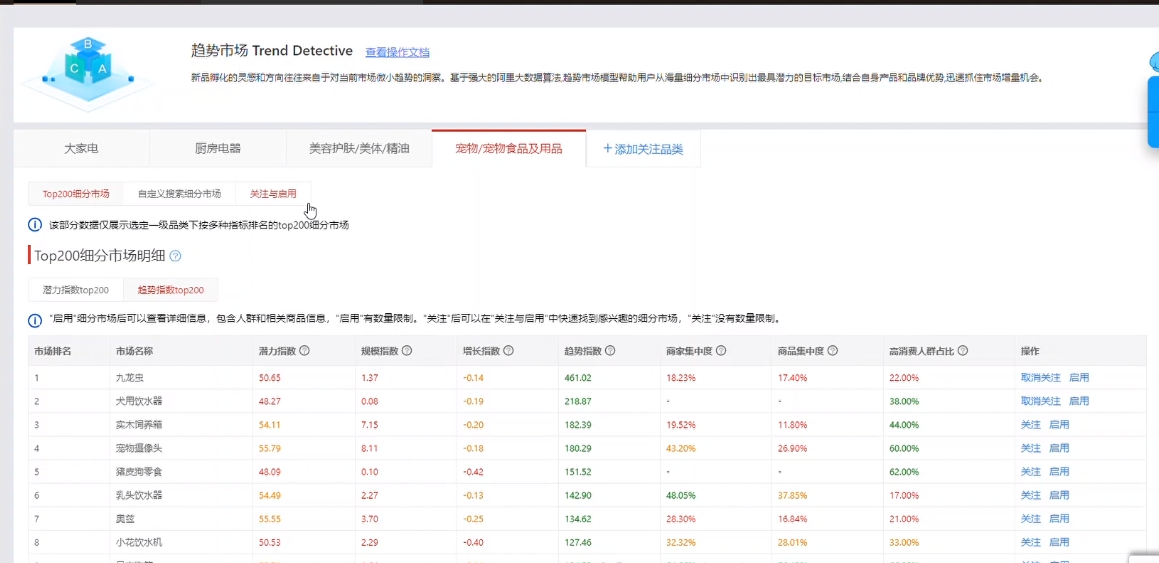 B
C A
趋势市场 Trend Detective 查看操作文档
新品孵化的灵感和方向往往来自于对当前市场微小趋势的洞察。基于强大的阿里大数据算法,趋势市场模型帮助用户从海量细分市场中识别出最具潜力的目标市场,结合自身产品和品牌优势,迅速抓住市场增量机会。
大家电 厨房电器 美容护肤/美体/精油 宠物/宠物食品及用品 +添加关注品类
Top200细分市场 自定义搜索细分市场 关注与启用
该部分数据仅展示选定一级品类下按多种指标排名的top200细分市场
Top200细分市场明细
潜力指数top200 趋势指数top200
"启用"细分市场后可以查看详细信息，包含人群和相关商品信息，"启用"有数量限制。"关注"后可以在"关注与启用"中快速找到感兴趣的细分市场，"关注"没有数量限制。
市场排名 市场名称 潜力指数 规模指数 增长指数 趋势指数 商家集中度 商品集中度 高消费人群占比 操作
1 九龙虫 50.65 1.37 -0.14 461.02 18.23% 17.40% 22.00% 取消关注 启用
2 犬用饮水器 48.27 0.08 -0.19 218.87 - - 38.00% 取消关注 启用
3 实木饲养箱 54.11 7.15 -0.20 182.39 19.52% 11.80% 44.00% 关注 启用
4 宠物摄像头 55.79 8.11 -0.18 180.29 43.20% 26.90% 60.00% 关注 启用
5 猪皮狗零食 48.09 0.10 -0.42 151.52 - - 62.00% 关注 启用
6 乳头饮水器 54.49 2.27 -0.13 142.90 48.05% 37.85% 17.00% 关注 启用
7 奥笠 55.55 3.70 -0.25 134.62 28.30% 16.84% 21.00% 关注 启用
8 小花饮水机 50.53 2.29 -0.40 127.46 32.32% 28.01% 33.00% 关注 启用